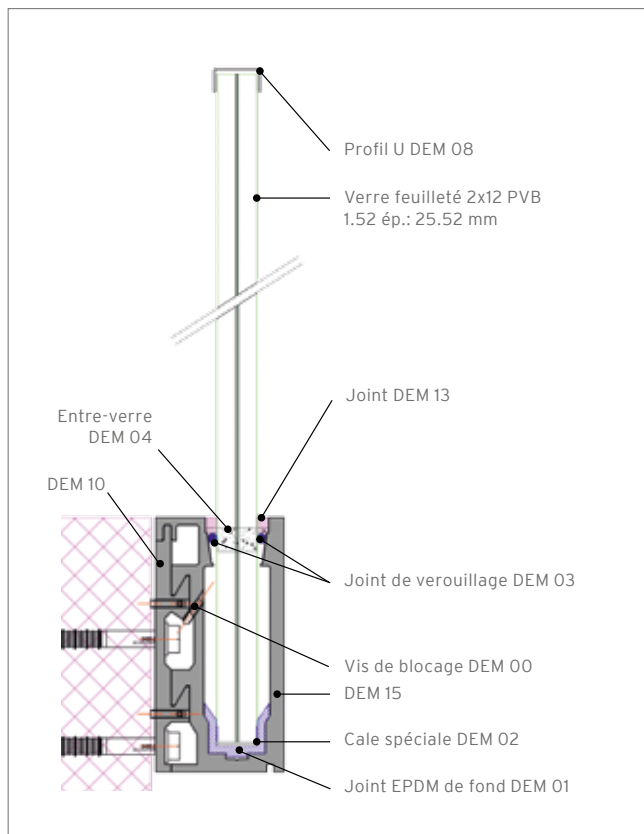 Profil U DEM 08
Verre feuilleté 2x12 PVB
1.52 ép.: 25.52 mm
Joint DEM 13
Entre-verre
DEM 04
DEM 10
Joint de verouillage DEM 03
Vis de blocage DEM 00
DEM 15
Cale spéciale DEM 02
Joint EPDM de fond DEM 01